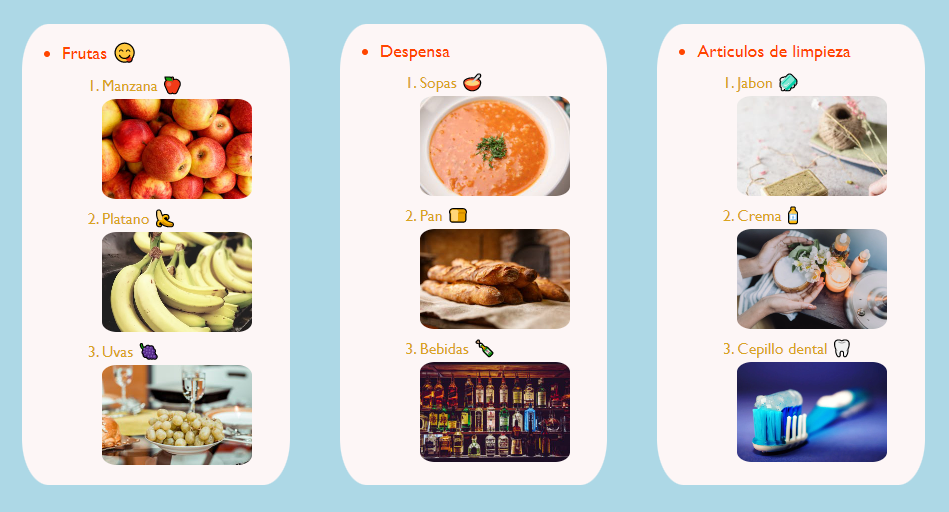 • Frutas 😋
1. Manzana 🍎
2. Platano 🍌
3. Uvas 🍇
• Despensa
1. Sopas 🥣
2. Pan 🍞
3. Bebidas 🍾
• Articulos de limpieza
1. Jabon 🧼
2. Crema 🧴
3. Cepillo dental 🦷